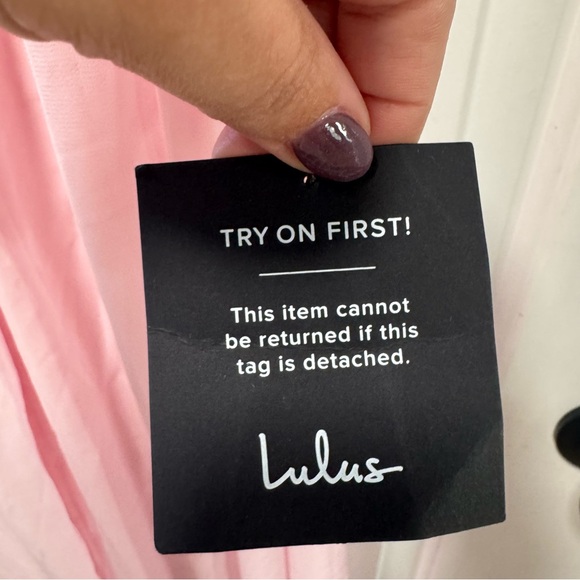 TRY ON FIRST!
This item cannot
be returned if this
tag is detached.
Lulus